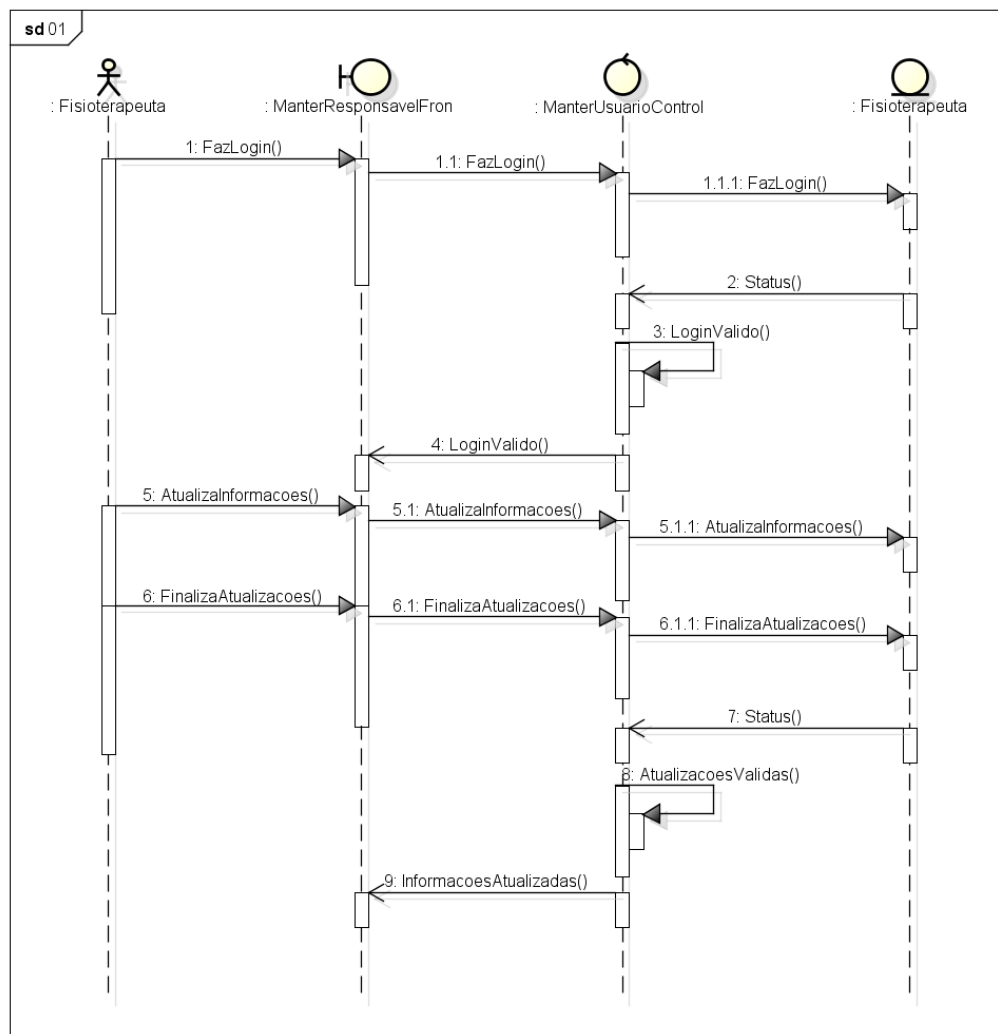 sd 01
: Fisioterapeuta
: ManterResponsavelFron
: ManterUsuarioControl
: Fisioterapeuta
1: FazLogin()
1.1: FazLogin()
1.1.1: FazLogin()
2: Status()
3: LoginValido()
4: LoginValido()
5: AtualizaInformacoes()
5.1: AtualizaInformacoes()
5.1.1: AtualizaInformacoes()
6: FinalizaAtualizacoes()
6.1: FinalizaAtualizacoes()
6.1.1: FinalizaAtualizacoes()
7: Status()
8: AtualizacoesValidas()
9: InformacoesAtualizadas()